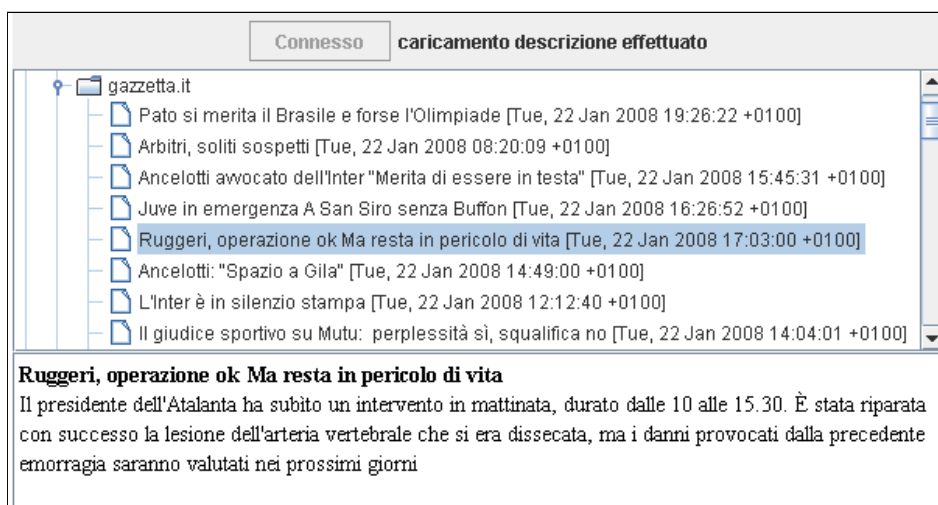 Connesso caricamento descrizione effettuato
gazzetta.it
Pato si merita il Brasile e forse l'Olimpiade [Tue, 22 Jan 2008 19:26:22 +0100]
Arbitri, soliti sospetti [Tue, 22 Jan 2008 08:20:09 +0100]
Ancelotti avvocato dell'Inter "Merita di essere in testa" [Tue, 22 Jan 2008 15:45:31 +0100]
Juve in emergenza A San Siro senza Buffon [Tue, 22 Jan 2008 16:26:52 +0100]
Ruggeri, operazione ok Ma resta in pericolo di vita [Tue, 22 Jan 2008 17:03:00 +0100]
Ancelotti: "Spazio a Gila" [Tue, 22 Jan 2008 14:49:00 +0100]
L'Inter è in silenzio stampa [Tue, 22 Jan 2008 12:12:40 +0100]
Il giudice sportivo su Mutu:  perplessità sì, squalifica no [Tue, 22 Jan 2008 14:04:01 +0100]
Ruggeri, operazione ok Ma resta in pericolo di vita
Il presidente dell'Atalanta ha subìto un intervento in mattinata, durato dalle 10 alle 15.30. È stata riparata
con successo la lesione dell'arteria vertebrale che si era dissecata, ma i danni provocati dalla precedente
emorragia saranno valutati nei prossimi giorni